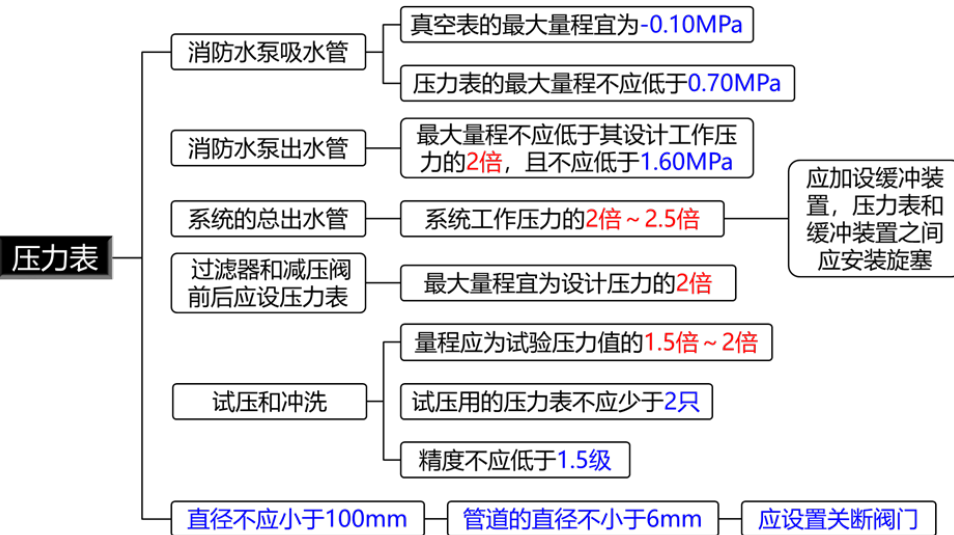 压力表
消防水泵吸水管
真空表的最大量程宜为-0.10MPa
压力表的最大量程不应低于0.70MPa
消防水泵出水管
最大量程不应低于其设计工作压
力的2倍，且不应低于1.60MPa
系统的总出水管
系统工作压力的2倍～2.5倍
应加设缓冲装
置，压力表和
缓冲装置之间
应安装旋塞
过滤器和减压阀
前后应设压力表
最大量程宜为设计压力的2倍
试压和冲洗
量程应为试验压力值的1.5倍～2倍
试压用的压力表不应少于2只
精度不应低于1.5级
直径不应小于100mm
管道的直径不小于6mm
应设置关断阀门